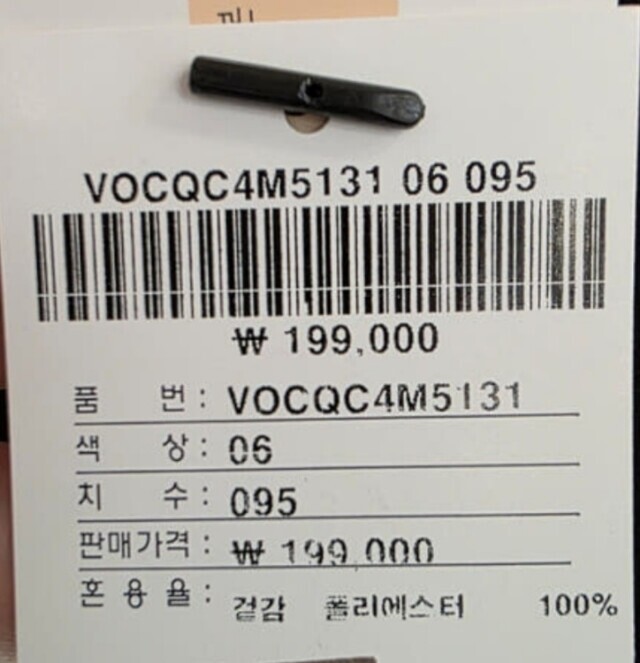 VOCQC4M5131 06 095
₩ 199,000
품 번 : VOCQC4M5131
색 상 : 06
치 수 : 095
판매가격 : ₩ 199,000
혼 용 율 : 겉감 폴리에스터 100%